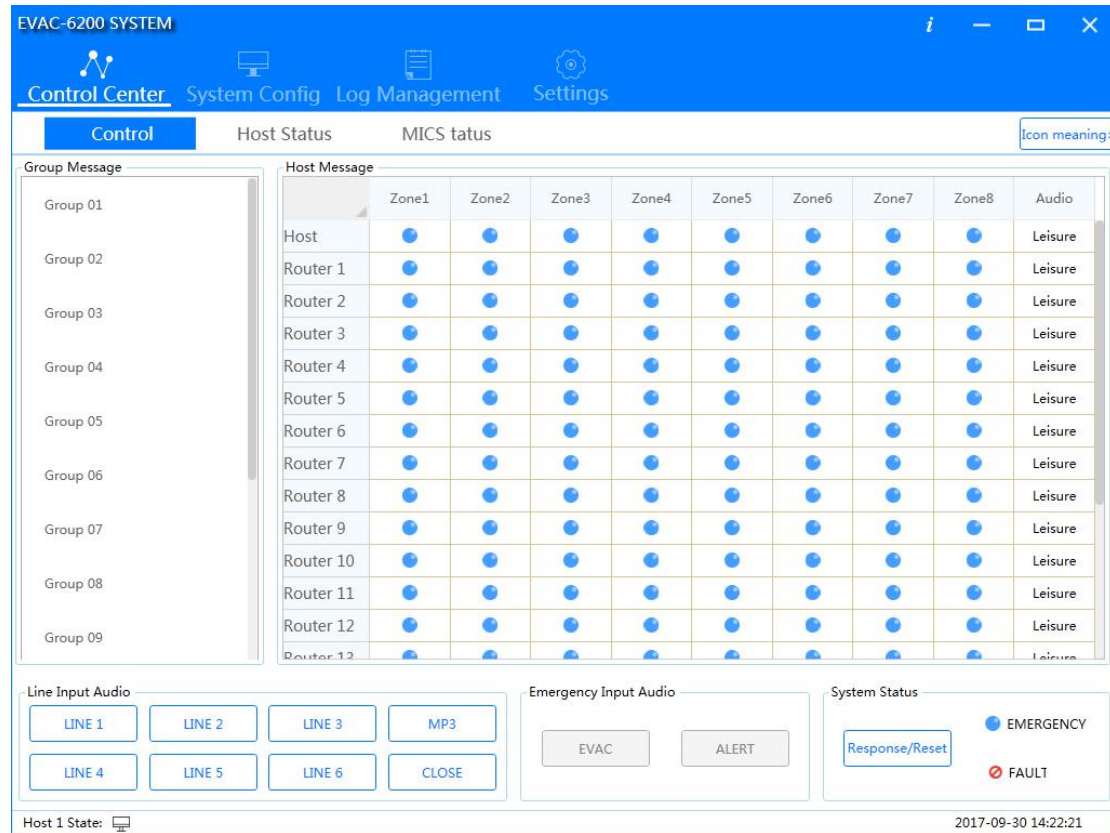 EVAC-6200 SYSTEM
i
Control Center System Config Log Management Settings
Control Host Status MICS tatus Icon meaning
Group Message
Group 01
Group 02
Group 03
Group 04
Group 05
Group 06
Group 07
Group 08
Group 09
Host Message
Zone1 Zone2 Zone3 Zone4 Zone5 Zone6 Zone7 Zone8 Audio
Host Leisure
Router 1 Leisure
Router 2 Leisure
Router 3 Leisure
Router 4 Leisure
Router 5 Leisure
Router 6 Leisure
Router 7 Leisure
Router 8 Leisure
Router 9 Leisure
Router 10 Leisure
Router 11 Leisure
Router 12 Leisure
Router 13 Leisure
Line Input Audio
LINE 1 LINE 2 LINE 3 MP3
LINE 4 LINE 5 LINE 6 CLOSE
Emergency Input Audio
EVAC ALERT
System Status
Response/Reset
EMERGENCY
FAULT
Host 1 State: 2017-09-30 14:22:21